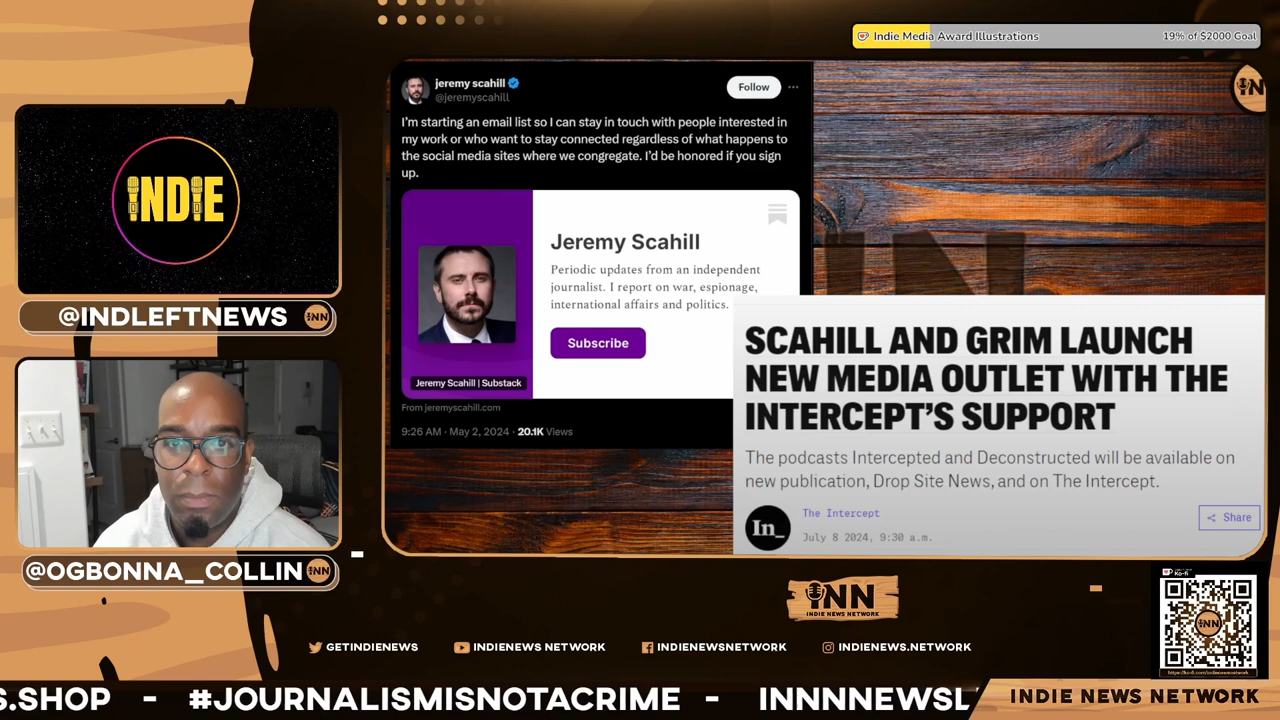 Indie Media Award Illustrations
19% of $2000 Goal
INDIE
@INDLEFTNEWS
INN
@OGBONNA_COLLIN
INN
jeremy scahill
@jeremyscahill
Follow
I'm starting an email list so I can stay in touch with people interested in
my work or who want to stay connected regardless of what happens to
the social media sites where we congregate. I'd be honored if you sign
up.
Jeremy Scahill
Periodic updates from an independent
journalist. I report on war, espionage,
international affairs and politics.
Subscribe
Jeremy Scahill | Substack
From jeremyscahill.com
9:26 AM · May 2, 2024 · 20.1K Views
IN
SCAHILL AND GRIM LAUNCH
NEW MEDIA OUTLET WITH THE
INTERCEPT'S SUPPORT
The podcasts Intercepted and Deconstructed will be available on
new publication, Drop Site News, and on The Intercept.
In_
The Intercept
July 8 2024, 9:30 a.m.
Share
INN
INDIE NEWS NETWORK
Ko-fi
INN
GETINDIENEWS
INDIENEWS NETWORK
INDIENEWSNETWORK
INDIENEWS.NETWORK
S.SHOP - #JOURNALISMISNOTACRIME - INNNNEWSL
INDIE NEWS NETWORK